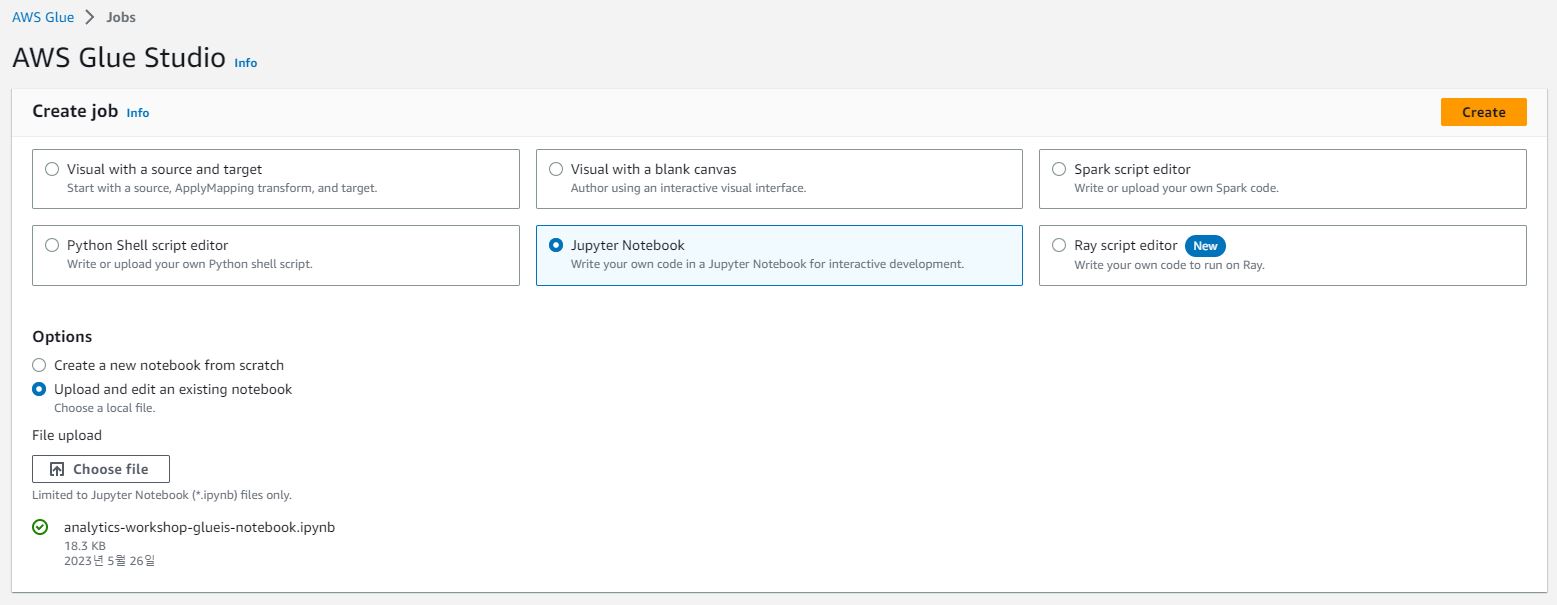 AWS Glue > Jobs
AWS Glue Studio Info
Create job Info
Create
Visual with a source and target
Start with a source, ApplyMapping transform, and target.
Visual with a blank canvas
Author using an interactive visual interface.
Spark script editor
Write or upload your own Spark code.
Python Shell script editor
Write or upload your own Python shell script.
Jupyter Notebook
Write your own code in a Jupyter Notebook for interactive development.
Ray script editor New
Write your own code to run on Ray.
Options
Create a new notebook from scratch
Upload and edit an existing notebook
Choose a local file.
File upload
Choose file
Limited to Jupyter Notebook (*.ipynb) files only.
analytics-workshop-glueis-notebook.ipynb
18.3 KB
2023년 5월 26일